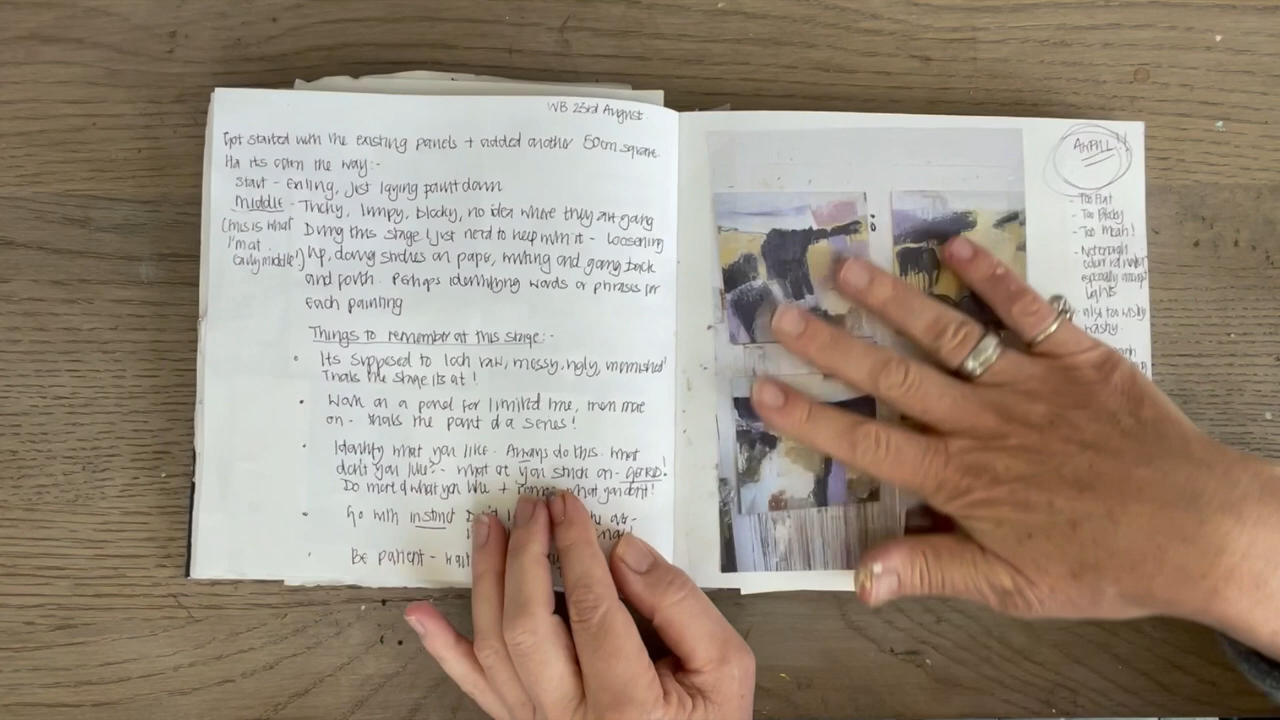 WB 23rd August
Got started with the existing panels + added another 50cm square.
Ha its often the way:-
Start - exciting, just laying paint down
Middle - Tricky, lumpy, blocky, no idea where they are going
(this is what During this stage I just need to help with it - loosening
I'm at up, doing studies on paper, writing and going back
early middle!) and forth. Perhaps identifying words or phrases for
each painting
Things to remember at this stage:-
Its supposed to look raw, messy, ugly, unfinished
Thats the stage its at!
Work on a panel for limited time, then move
on - thats the point of a series!
Identify what you like. Always do this. What
don't you like? - what are you stuck on -
Do more of what you like + what you don't!
Go with instinct
Be patient -
AWFUL
- Too Flat
- Too Blocky
- Too Much!
- Not enough
especially
lights